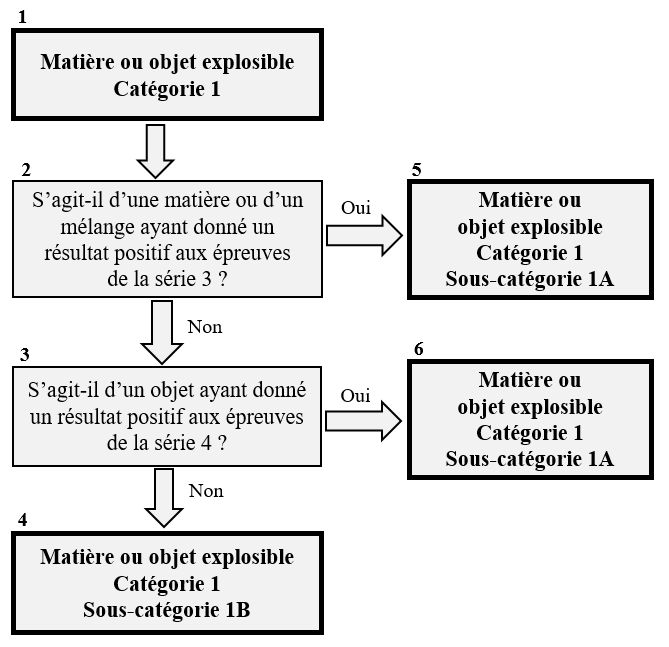 1
Matière ou objet explosible
Catégorie 1
2
S’agit-il d’une matière ou d’un
mélange ayant donné un
résultat positif aux épreuves
de la série 3 ?
Oui
5
Matière ou
objet explosible
Catégorie 1
Sous-catégorie 1A
Non
3
S’agit-il d’un objet ayant donné
un résultat positif aux épreuves
de la série 4 ?
Oui
6
Matière ou
objet explosible
Catégorie 1
Sous-catégorie 1A
Non
4
Matière ou objet explosible
Catégorie 1
Sous-catégorie 1B